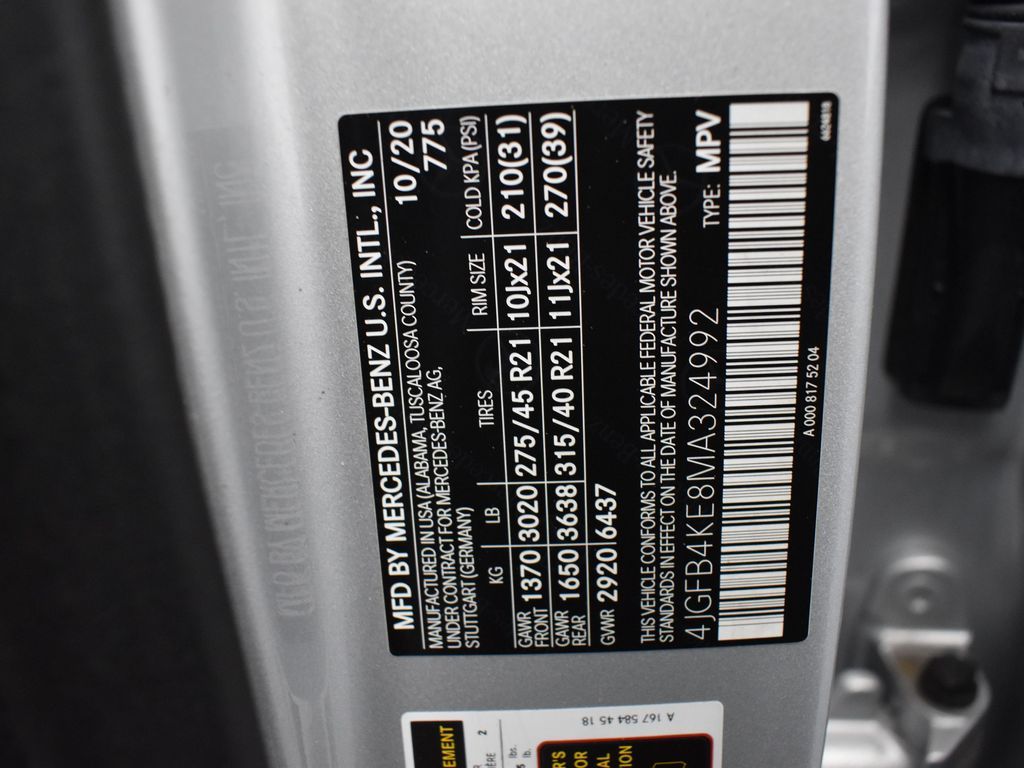 MFD BY MERCEDES-BENZ U.S. INTL., INC
10/20
MANUFACTURED IN USA (ALABAMA, TUSCALOOSA COUNTY)
775
UNDER CONTRACT FOR MERCEDES-BENZ AG,
STUTTGART (GERMANY)
KG LB TIRES RIM SIZE COLD KPA (PSI)
GAWR FRONT 1370 3020 275/45 R21 10Jx21 210(31)
GAWR REAR 1650 3638 315/40 R21 11Jx21 270(39)
GVWR 2920 6437
THIS VEHICLE CONFORMS TO ALL APPLICABLE FEDERAL MOTOR VEHICLE SAFETY
STANDARDS IN EFFECT ON THE DATE OF MANUFACTURE SHOWN ABOVE.
4JGFB4KE8MA324992 TYPE: MPV
A 000 817 52 04
A 167 584 45 18
2
lbs.
lb.